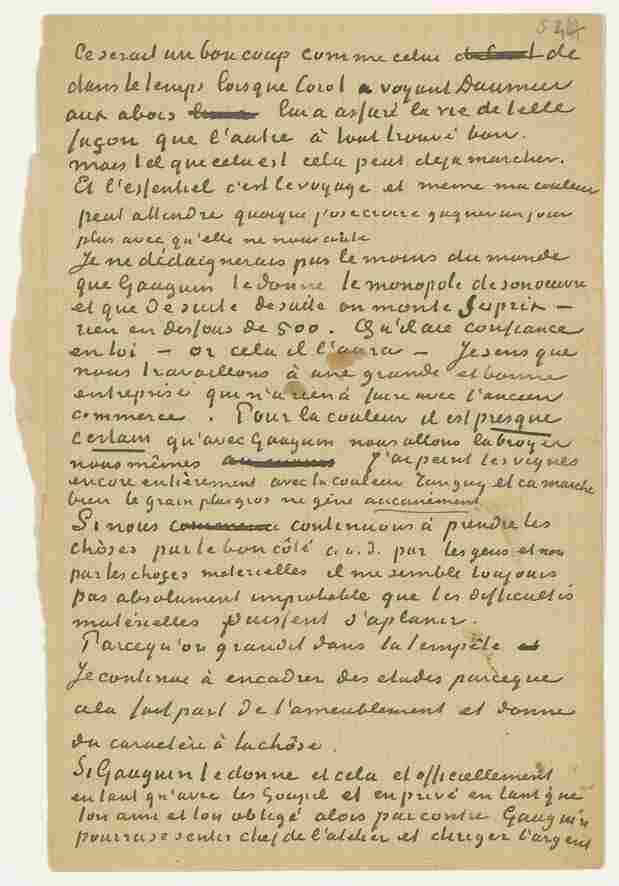 Ce serait un bon coup comme celui de
dans le temps lorsque Corot voyant Daumier
aux abois lui a assuré la vie de telle
façon que l'autre à tout trouvé bon.
mais tel que cela est cela peut deja marcher.
Et l'essentiel c'est le voyage et meme ma couleur
peut attendre quoique j'ose croire gagner un jour
plus avec qu'elle ne nous coûte
Je ne dédaignerais pas le moins du monde
que Gauguin te donne le monopole de son oeuvre
et que de suite de suite on monte prix —
rien en dessous de 500. Qu'il aie confiance
en toi — or cela il l'aura — Je sens que
nous travaillons à une grande et bonne
entreprise qui n'a rien à faire avec l'ancien
commerce. Pour la couleur il est presque
certain qu'avec Gauguin nous allons la broyer
nous mêmes J'ai peint les vignes
encore entièrement avec la couleur Tanguy et ca marche
bien le grain plus gros ne gène aucunément
Si nous continuons à prendre les
chôses par le bon côté c.a.d. par les gens et non
par les choses materielles il me semble toujours
pas absolument improbable que les difficultés
matérielles puissent s'aplanir.
Parcequ'on grandit dans la tempête
Je continue à encadrer des etudes parceque
cela fait part de l'ameublement et donne
du caractère à la chôse.
Si Gauguin te donne et cela et officiellement
en tant qu'avec les Goupil et en privé en tant que
ton ami et ton obligé alors par contre Gauguin
pourra se sentir chef de l'atelier et diriger l'argent